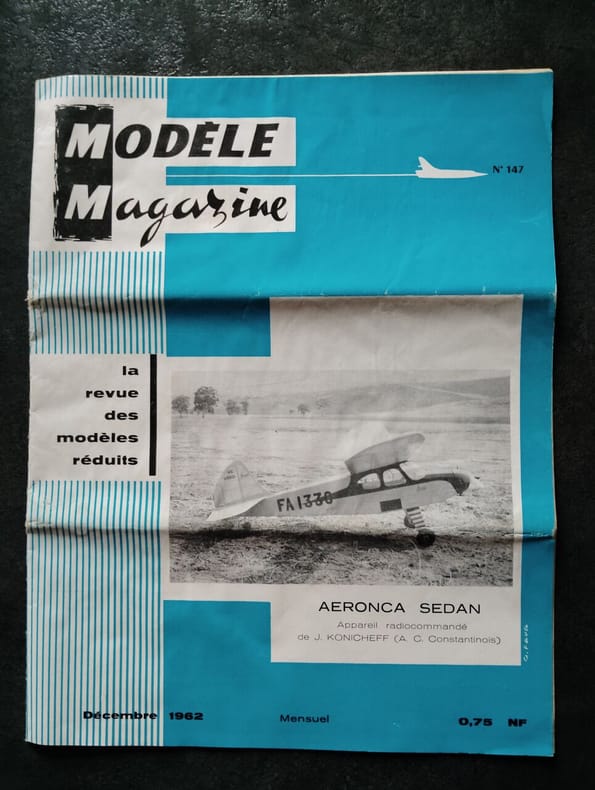 MODÈLE
N° 147
Magazine
la
revue
des
modèles
réduits
FA1336
AERONCA SEDAN
Appareil radiocommandé
de J. KONICHEFF (A. C. Constantinois)
Décembre 1962
Mensuel
0,75 NF